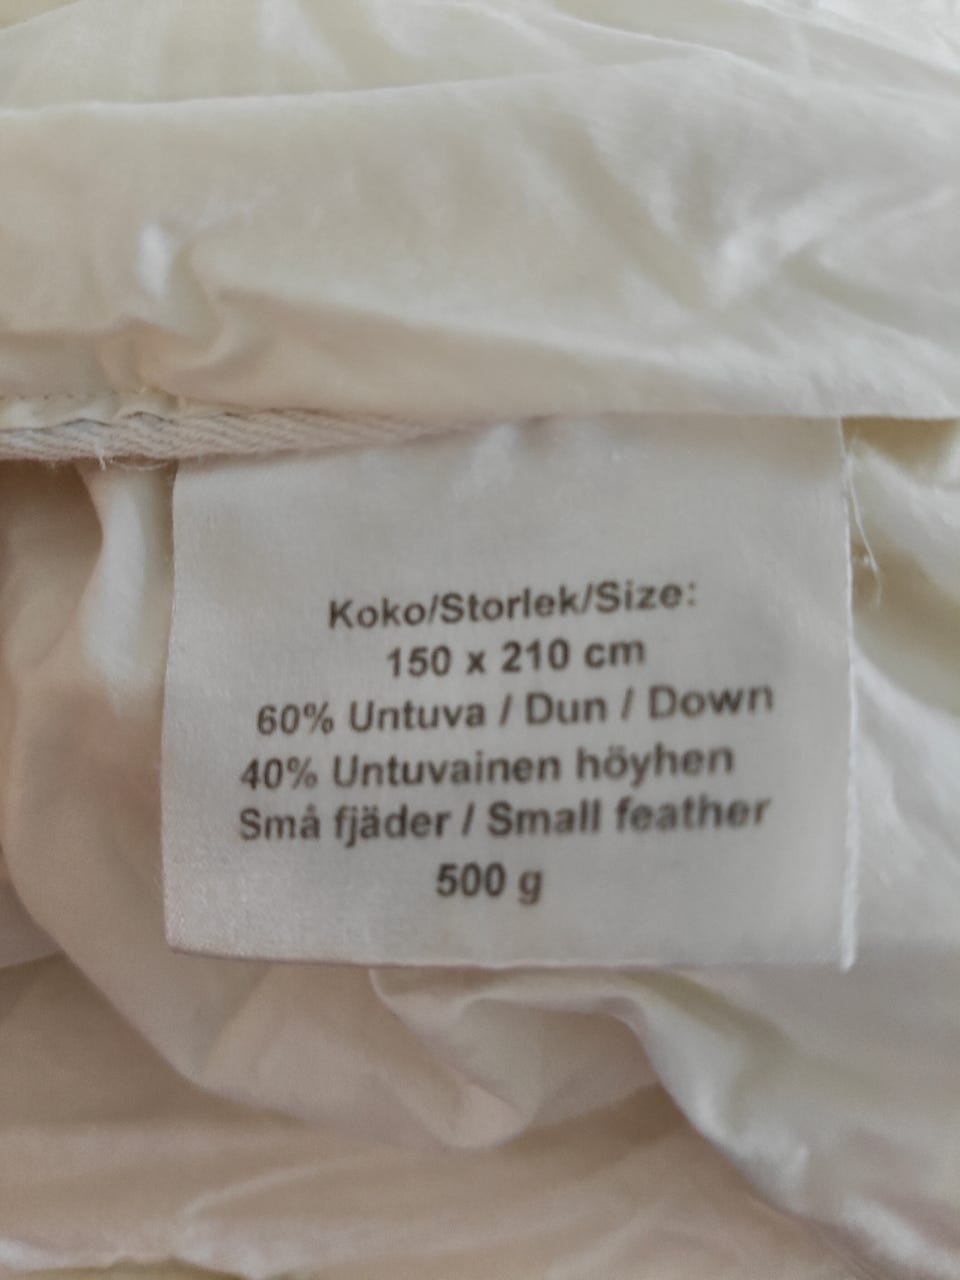 Koko/Storlek/Size:
150 x 210 cm
60% Untuva / Dun / Down
40% Untuvainen höyhen
Små fjäder / Small feather
500 g